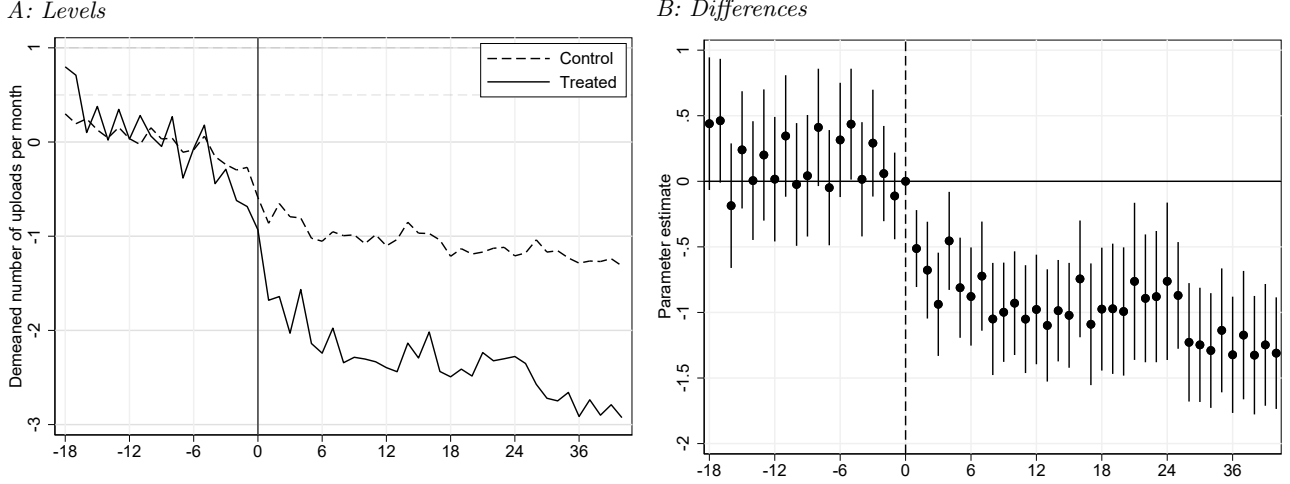 A: Levels
Demeaned number of uploads per month
1
0
-1
-2
-3
Control
Treated
-18 -12 -6 0 6 12 18 24 36
B: Differences
Parameter estimate
1
.5
0
-.5
-1
-1.5
-2
-18 -12 -6 0 6 12 18 24 36